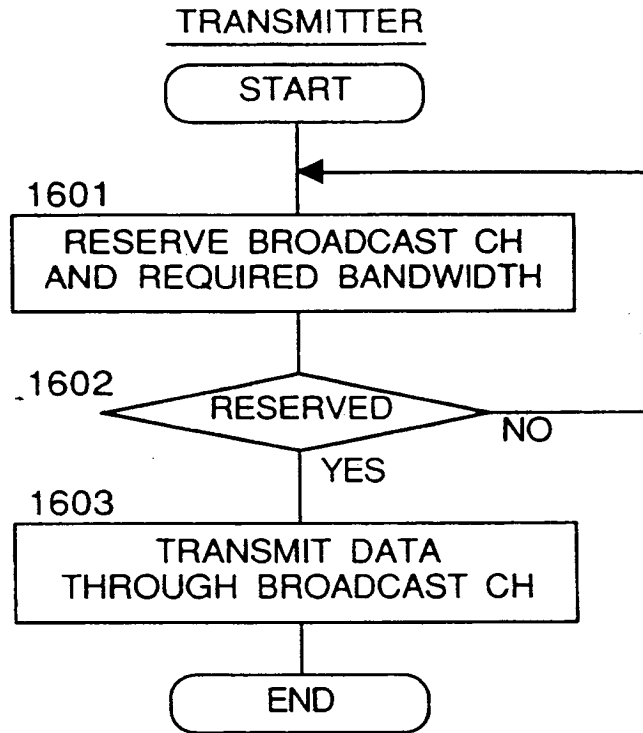 TRANSMITTER
START
1601
RESERVE BROADCAST CH
AND REQUIRED BANDWIDTH
1602
RESERVED
NO
YES
1603
TRANSMIT DATA
THROUGH BROADCAST CH
END